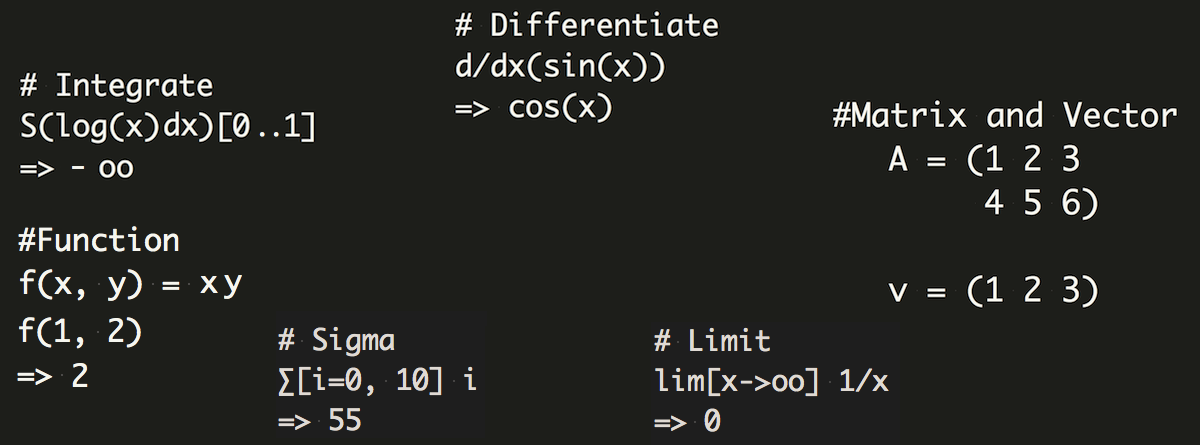 # Differentiate
d/dx(sin(x))
=> cos(x)
# Integrate
S(log(x)dx)[0..1]
=> - oo
#Matrix and Vector
A = (1 2 3
4 5 6)
v = (1 2 3)
#Function
f(x, y) = xy
f(1, 2)
=> 2
# Sigma
∑[i=0, 10] i
=> 55
# Limit
lim[x->oo] 1/x
=> 0